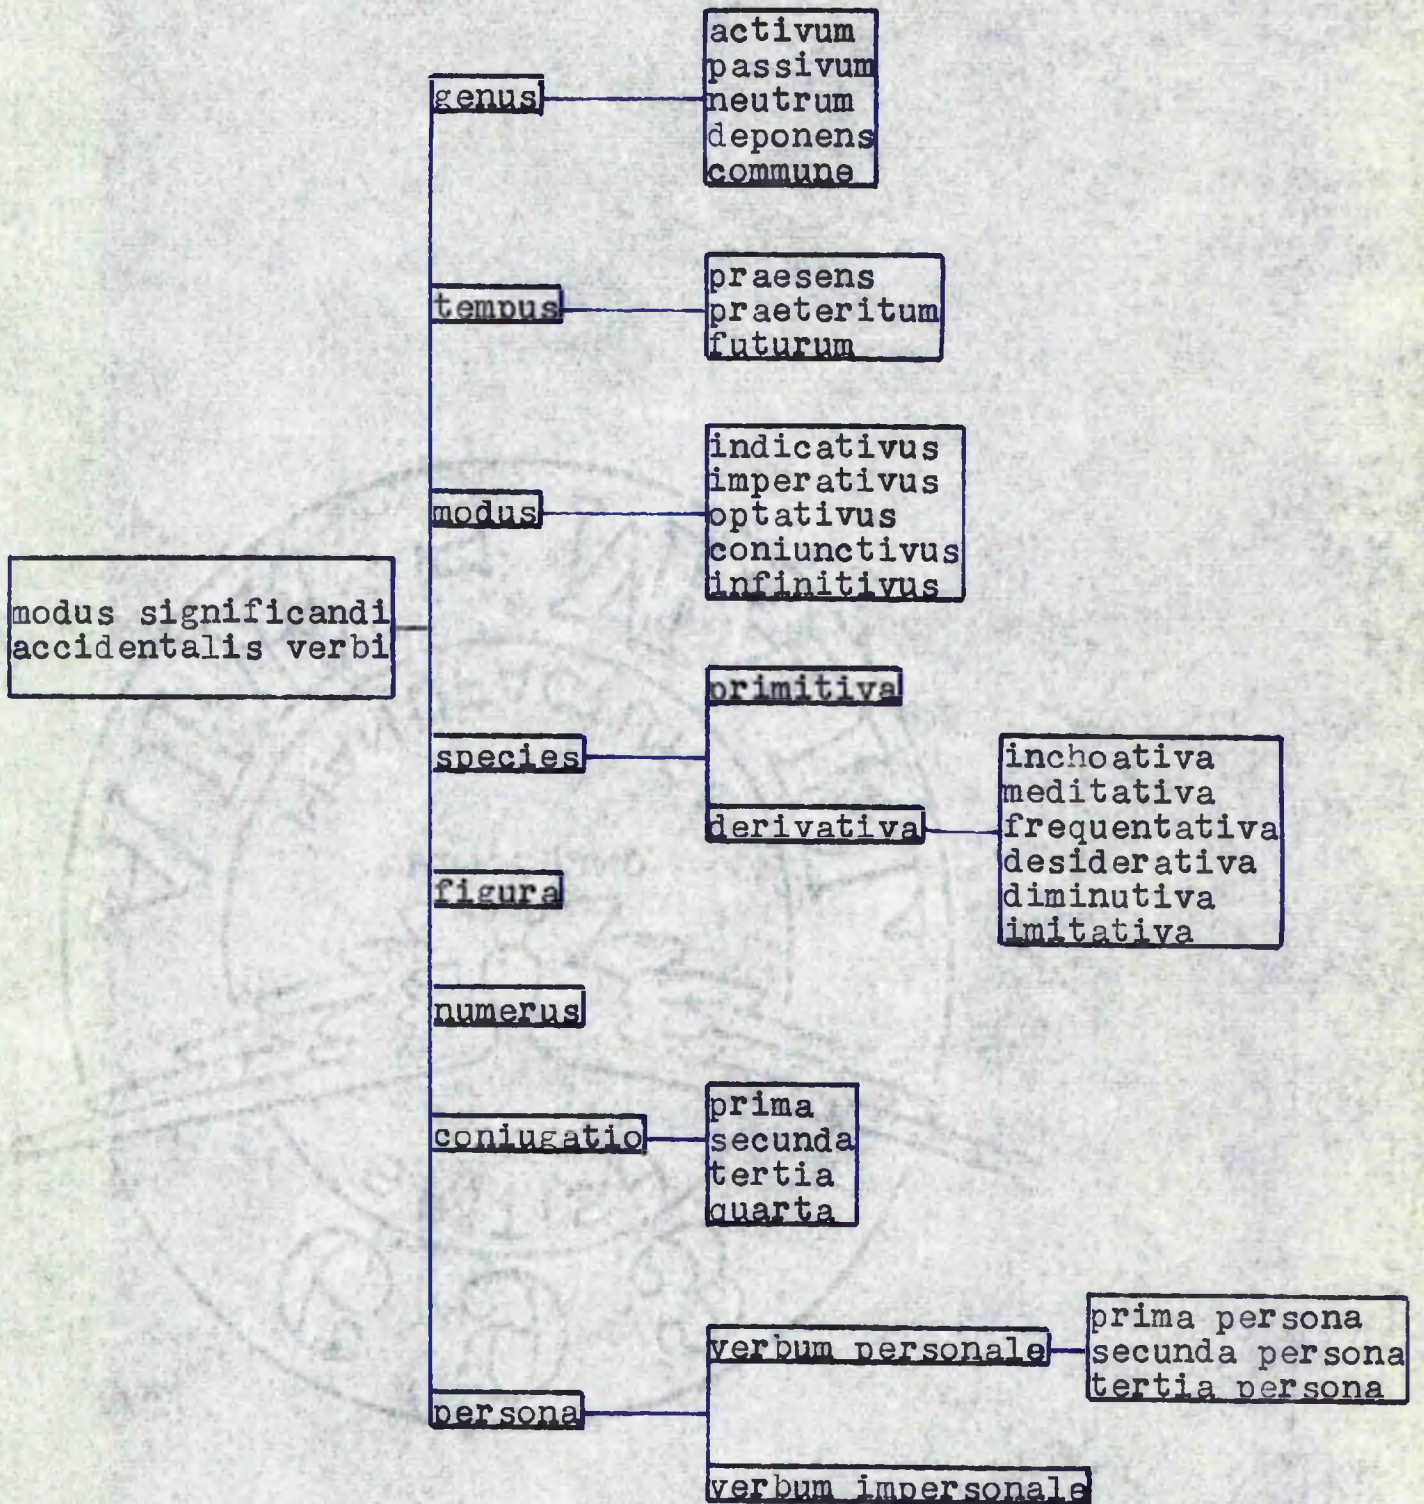 activum
passivum
neutrum
deponens
commune
genus
praesens
praeteritum
futurum
tempus
indicativus
imperativus
optativus
coniunctivus
infinitivus
modus
modus significandi
accidentalis verbi
primitiva
species
derivativa
inchoativa
meditativa
frequentativa
desiderativa
diminutiva
imitativa
figura
numerus
prima
secunda
tertia
quarta
coniugatio
verbum personale
prima persona
secunda persona
tertia persona
persona
verbum impersonale